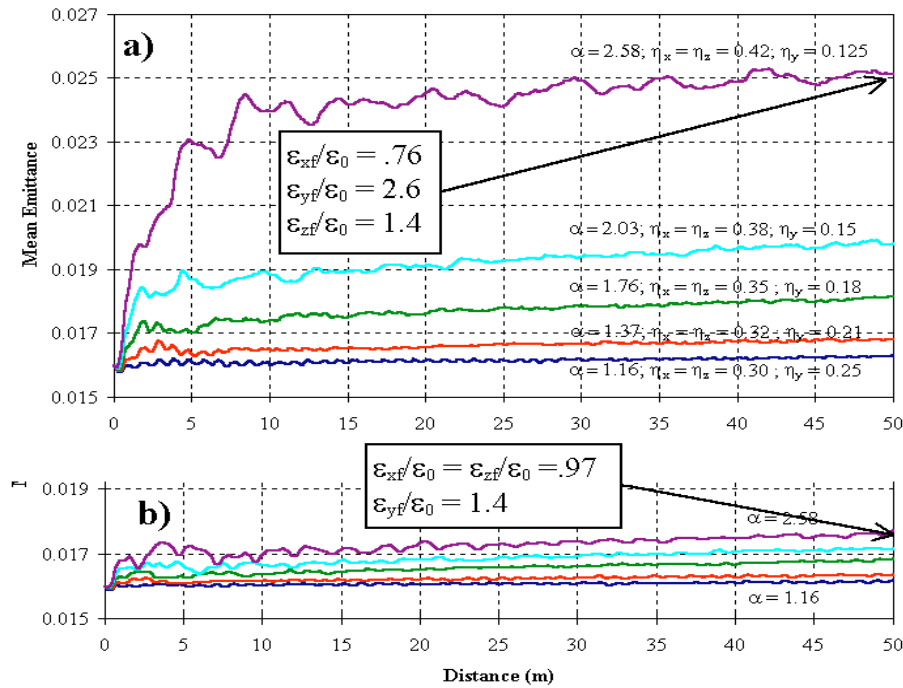 0.027
a)
α = 2.58; ηx = ηz = 0.42; ηy = 0.125
0.025
εxf/ε0 = .76
εyf/ε0 = 2.6
εzf/ε0 = 1.4
0.023
0.021
Mean Emittance
α = 2.03; ηx = ηz = 0.38; ηy = 0.15
0.019
α = 1.76; ηx = ηz = 0.35 ; ηy = 0.18
0.017
α = 1.37; ηx = ηz = 0.32; ηy = 0.21
α = 1.16; ηx = ηz = 0.30 ; ηy = 0.25
0.015
0 5 10 15 20 25 30 35 40 45 50
εxf/ε0 = εzf/ε0 =.97
εyf/ε0 = 1.4
0.019
b)
α = 2.58
0.017
α = 1.16
0.015
0 5 10 15 20 25 30 35 40 45 50
Distance (m)